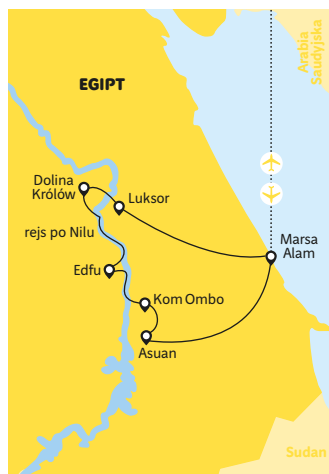 Arabia
Saudyjska
EGIPT
Dolina
Królów
Luksor
rejs po Nilu
Marsa
Alam
Edfu
Kom Ombo
Asuan
Sudan